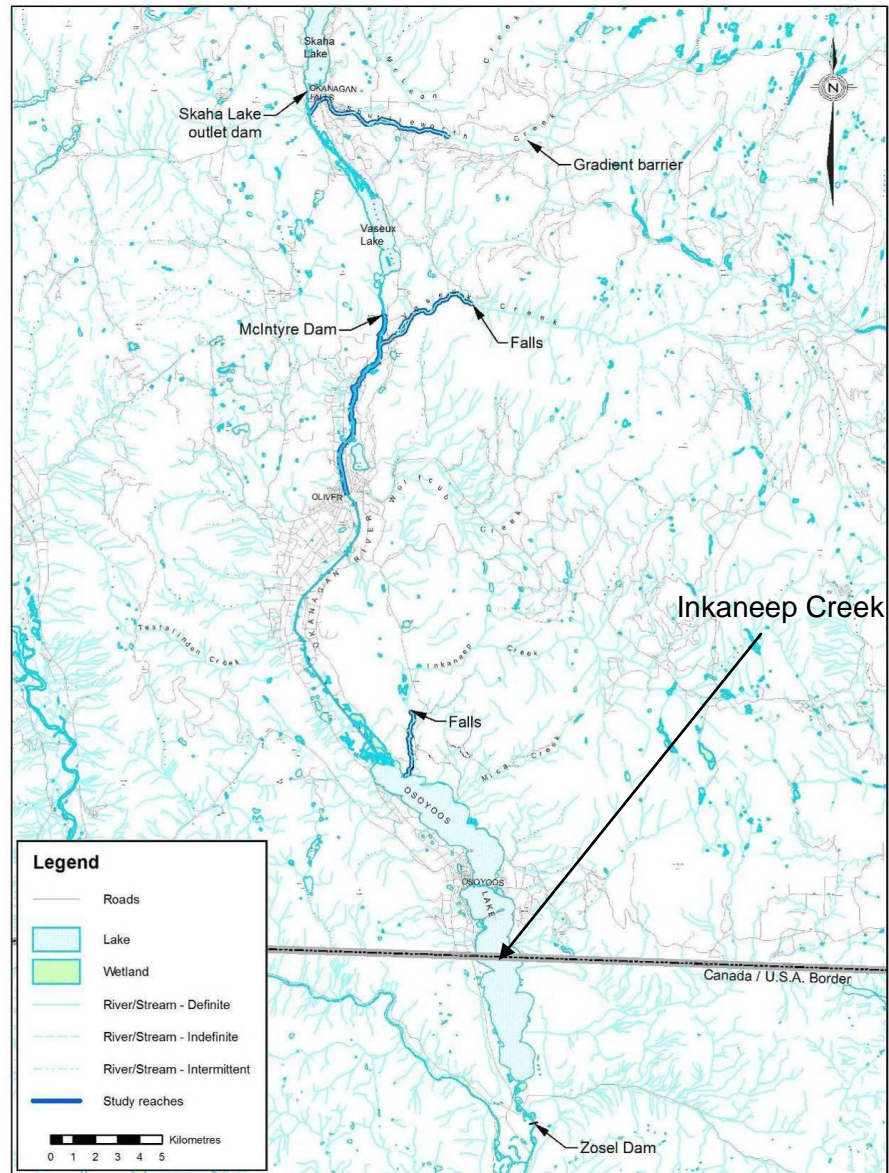 Skaha
Lake
McLean Creek
OKANAGAN
FALLS
Skaha Lake
outlet dam
Shuttleworth Creek
N
Gradient barrier
Vaseux
Lake
McIntyre Dam
Creek
Falls
OLIVER
Wolfcub
Creek
OKANAGAN RIVER
Inkaneep Creek
Testalinden Creek
Inkaneep Creek
Falls
Mica Creek
OSOYOOS
OSOYOOS
LAKE
Canada / U.S.A. Border
Zosel Dam
Legend
Roads
Lake
Wetland
River/Stream - Definite
River/Stream - Indefinite
River/Stream - Intermittent
Study reaches
0 1 2 3 4 5 Kilometres